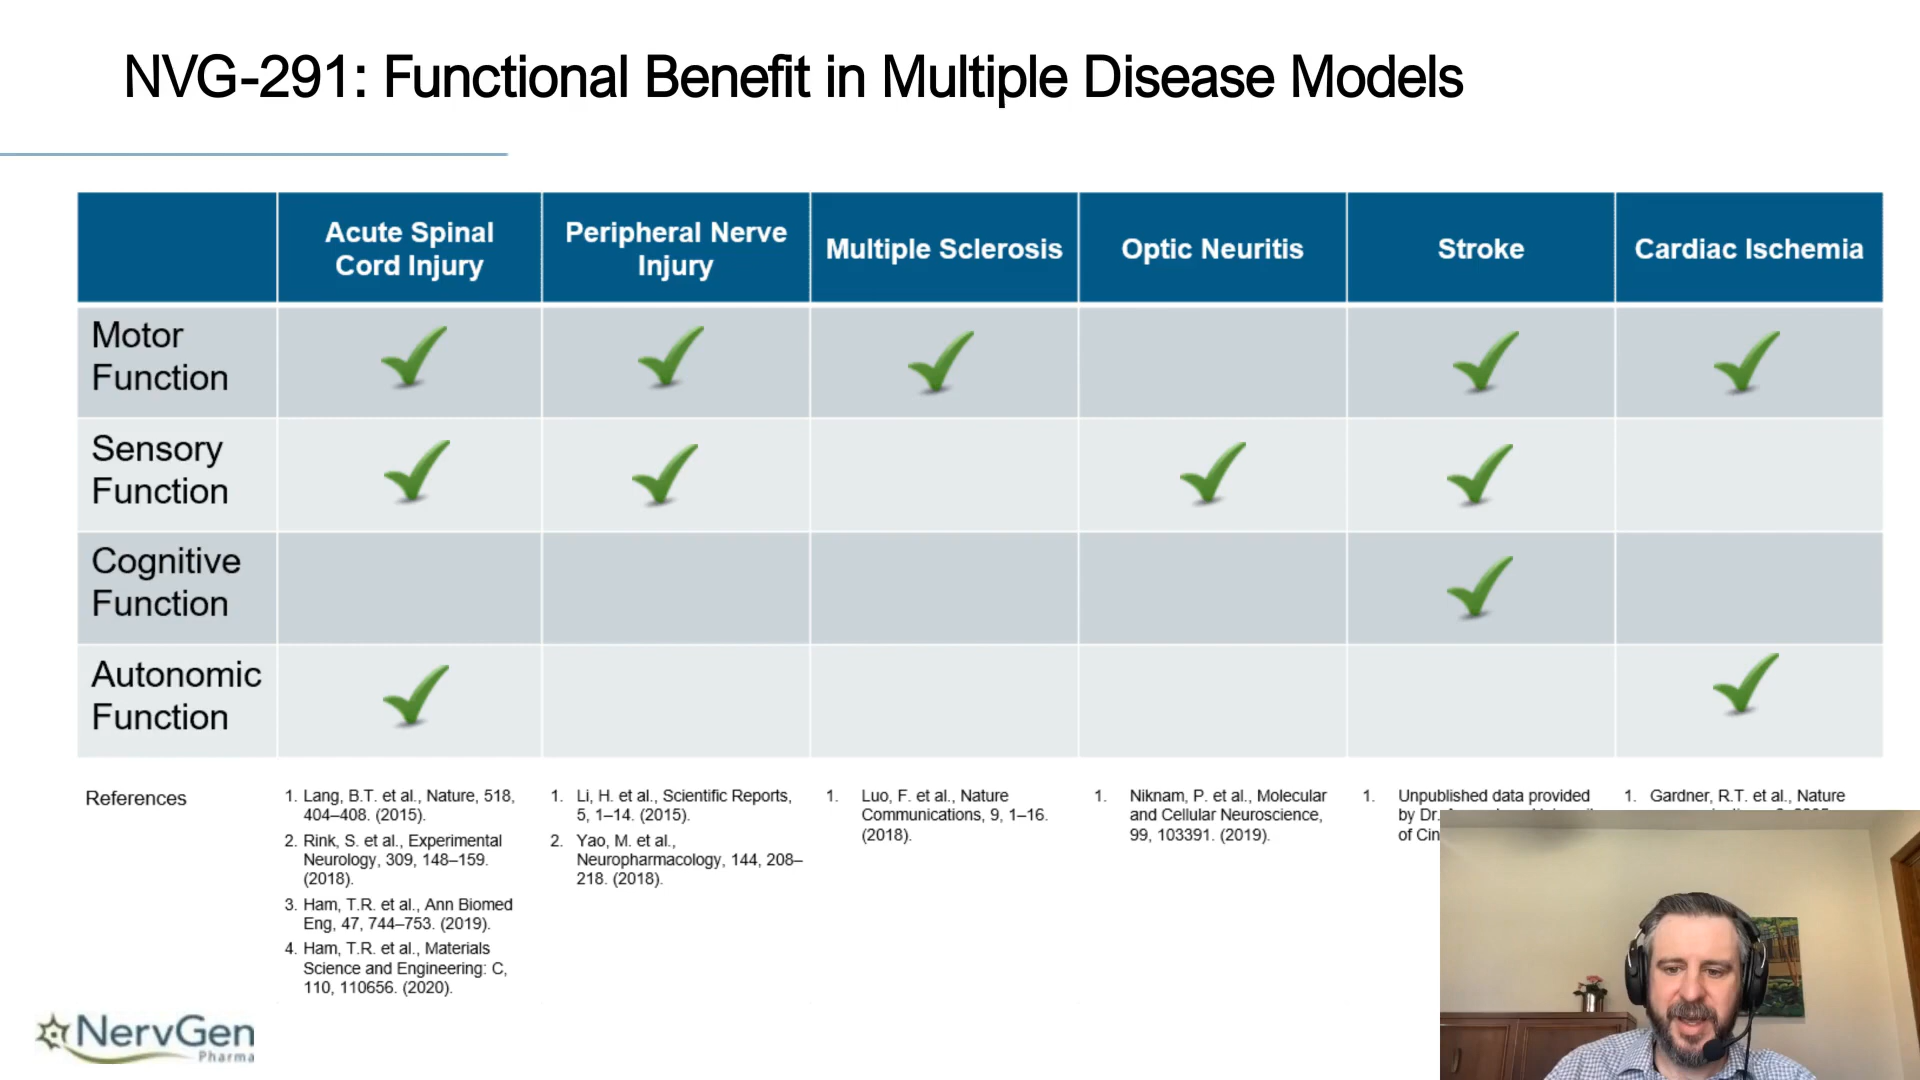 NVG-291: Functional Benefit in Multiple Disease Models
Acute Spinal
Cord Injury
Peripheral Nerve
Injury
Multiple Sclerosis
Optic Neuritis
Stroke
Cardiac Ischemia
Motor
Function
Sensory
Function
Cognitive
Function
Autonomic
Function
References
1. Lang, B.T. et al., Nature, 518,
404–408. (2015).
2. Rink, S. et al., Experimental
Neurology, 309, 148–159.
(2018).
3. Ham, T.R. et al., Ann Biomed
Eng, 47, 744–753. (2019).
4. Ham, T.R. et al., Materials
Science and Engineering: C,
110, 110656. (2020).
1. Li, H. et al., Scientific Reports,
5, 1–14. (2015).
2. Yao, M. et al.,
Neuropharmacology, 144, 208–
218. (2018).
1. Luo, F. et al., Nature
Communications, 9, 1–16.
(2018).
1. Niknam, P. et al., Molecular
and Cellular Neuroscience,
99, 103391. (2019).
1. Unpublished data provided
by Dr.
of Cin
1. Gardner, R.T. et al., Nature
NervGen
Pharma